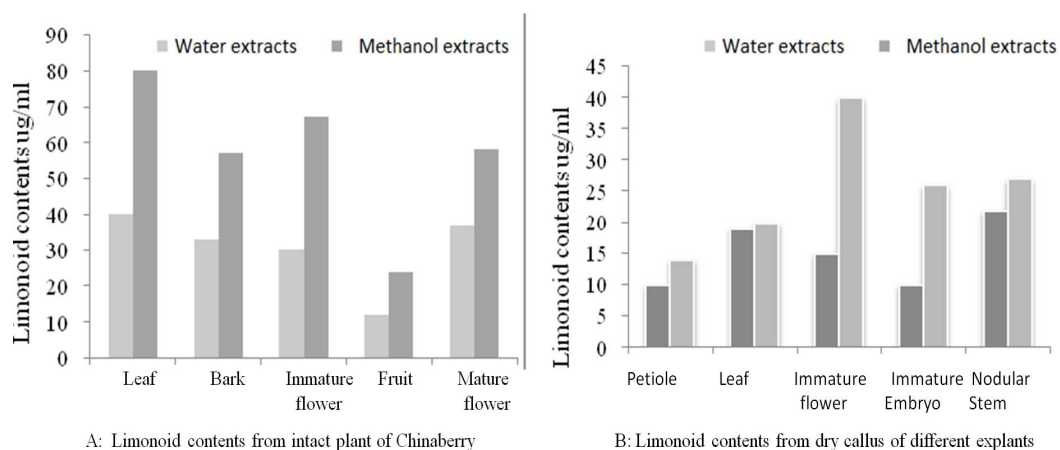 Limonoid contents ug/ml
Water extracts Methanol extracts
90
80
70
60
50
40
30
20
10
0
Leaf Bark Immature Fruit Mature
flower flower
A: Limonoid contents from intact plant of Chinaberry
Limonoid contents ug/ml
Water extracts Methanol extracts
45
40
35
30
25
20
15
10
5
0
Petiole Leaf Immature Immature Nodular
flower Embryo Stem
B: Limonoid contents from dry callus of different explants